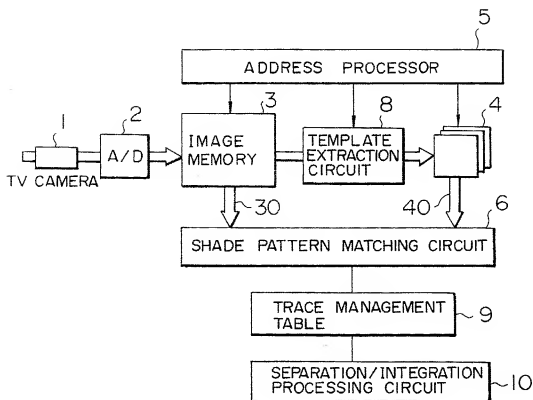 5
ADDRESS PROCESSOR
1
2
3
8
4
TV CAMERA
A/D
IMAGE
MEMORY
TEMPLATE
EXTRACTION
CIRCUIT
30
40
6
SHADE PATTERN MATCHING CIRCUIT
TRACE MANAGEMENT
TABLE
9
SEPARATION/INTEGRATION
PROCESSING CIRCUIT
10